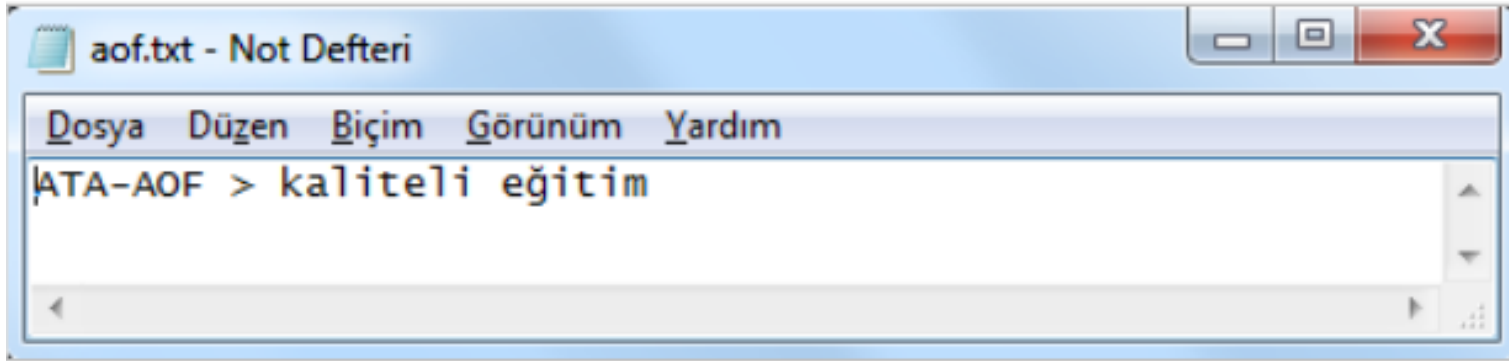 aof.txt - Not Defteri
Dosya Düzen Biçim Görünüm Yardım
ATA-AOF > kaliteli eğitim